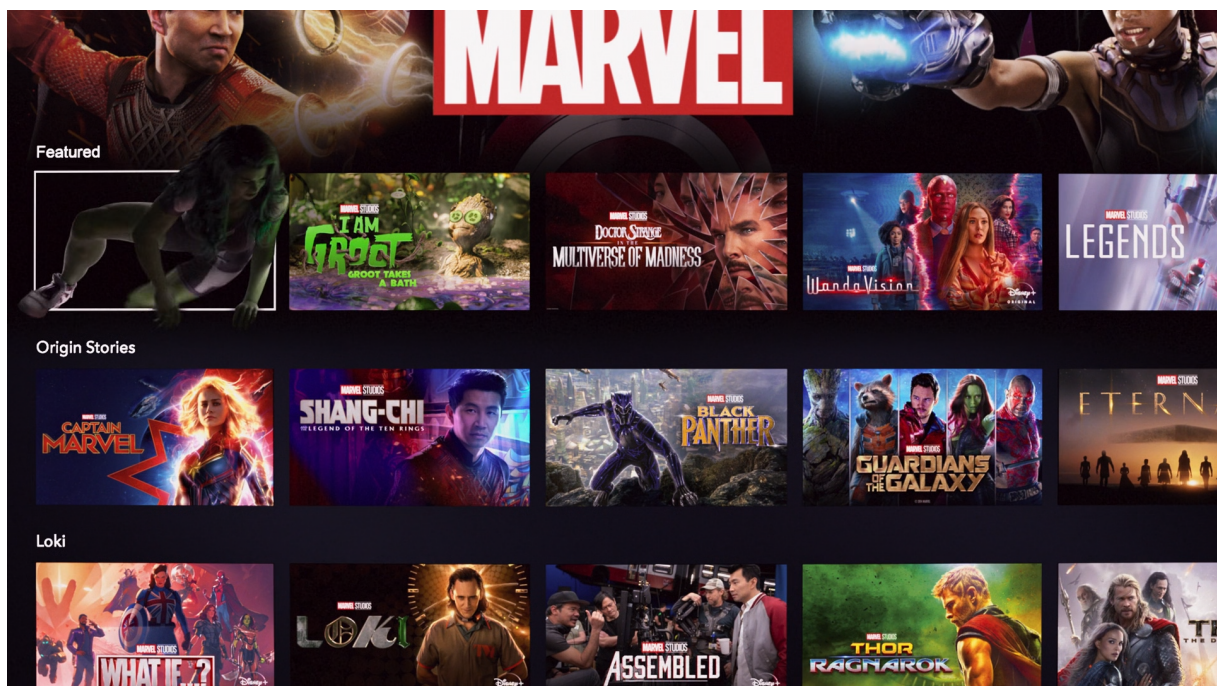 MARVEL
Featured
MARVEL STUDIOS
I AM
GROOT
GROOT TAKES
A BATH
MARVEL STUDIOS
DOCTOR STRANGE
IN THE
MULTIVERSE OF MADNESS
MARVEL STUDIOS
WandaVision
Disney+
ORIGINAL
MARVEL STUDIOS
LEGENDS
Origin Stories
MARVEL STUDIOS
CAPTAIN
MARVEL
MARVEL STUDIOS
SHANG-CHI
AND THE LEGEND OF THE TEN RINGS
MARVEL STUDIOS
BLACK
PANTHER
MARVEL STUDIOS
GUARDIANS
OF THE GALAXY
MARVEL STUDIOS
ETERN
Loki
MARVEL STUDIOS
WHAT IF...?
Disney+
MARVEL STUDIOS
LOKI
Disney+
MARVEL STUDIOS
ASSEMBLED
Disney+
MARVEL STUDIOS
THOR
RAGNAROK
T
THE D